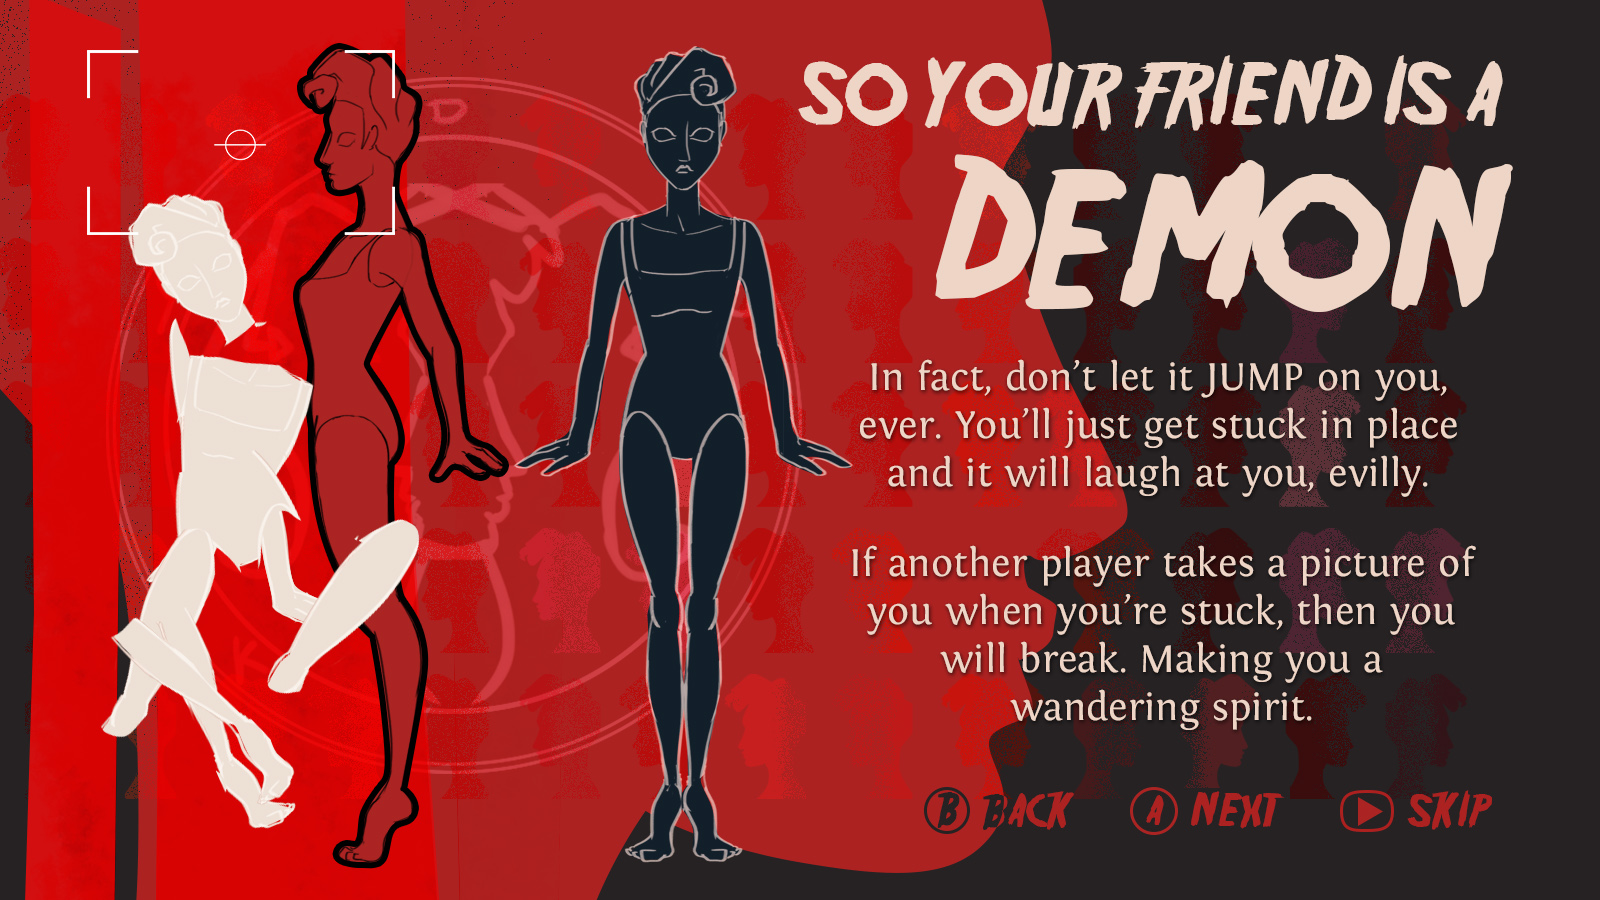 SO YOUR FRIEND IS A
DEMON
In fact, don't let it JUMP on you,
ever. You'll just get stuck in place
and it will laugh at you, evilly.
If another player takes a picture of
you when you're stuck, then you
will break. Making you a
wandering spirit.
B BACK A NEXT SKIP